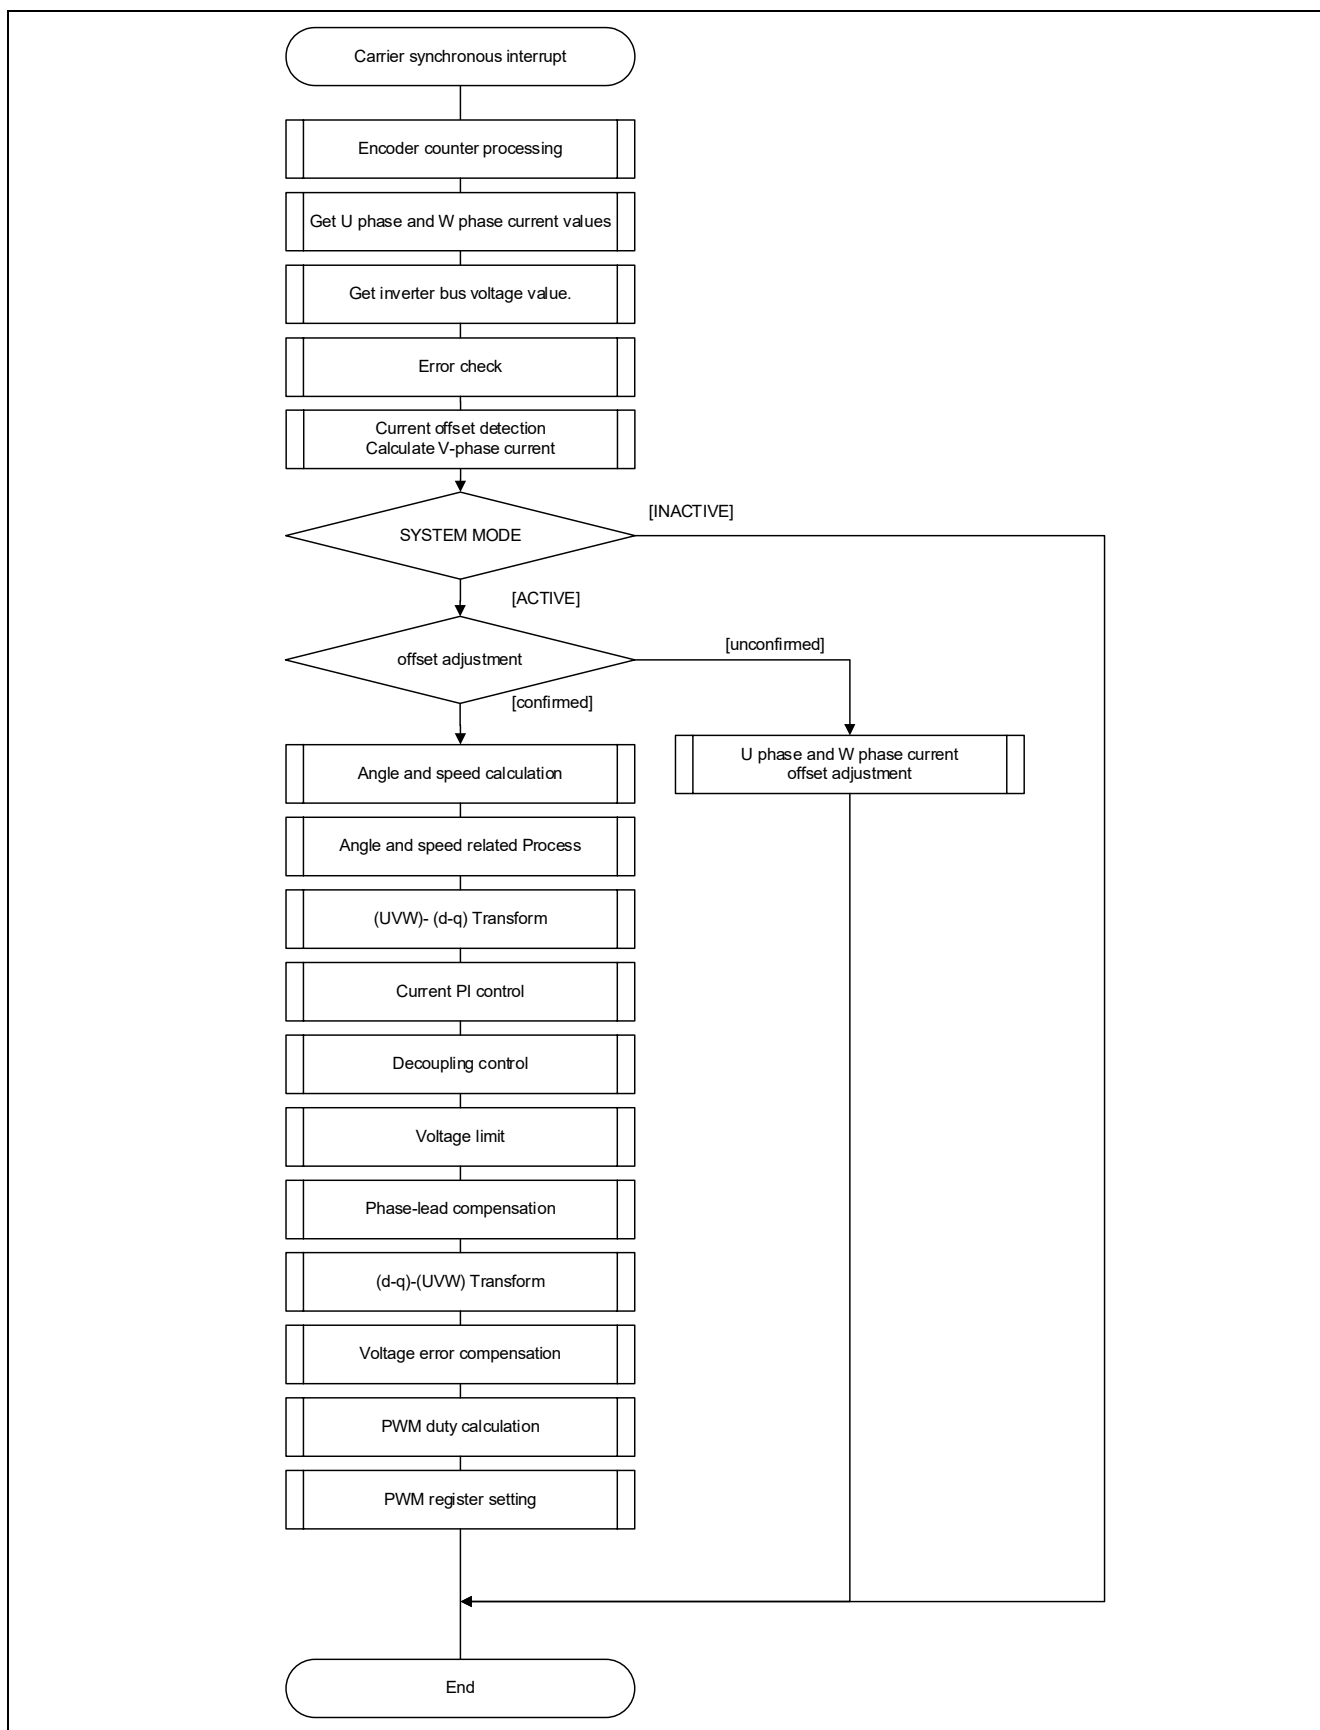 Carrier synchronous interrupt
Encoder counter processing
Get U phase and W phase current values
Get inverter bus voltage value.
Error check
Current offset detection
Calculate V-phase current
[INACTIVE]
SYSTEM MODE
[ACTIVE]
[unconfirmed]
offset adjustment
[confirmed]
U phase and W phase current
offset adjustment
Angle and speed calculation
Angle and speed related Process
(UVW)- (d-q) Transform
Current PI control
Decoupling control
Voltage limit
Phase-lead compensation
(d-q)-(UVW) Transform
Voltage error compensation
PWM duty calculation
PWM register setting
End